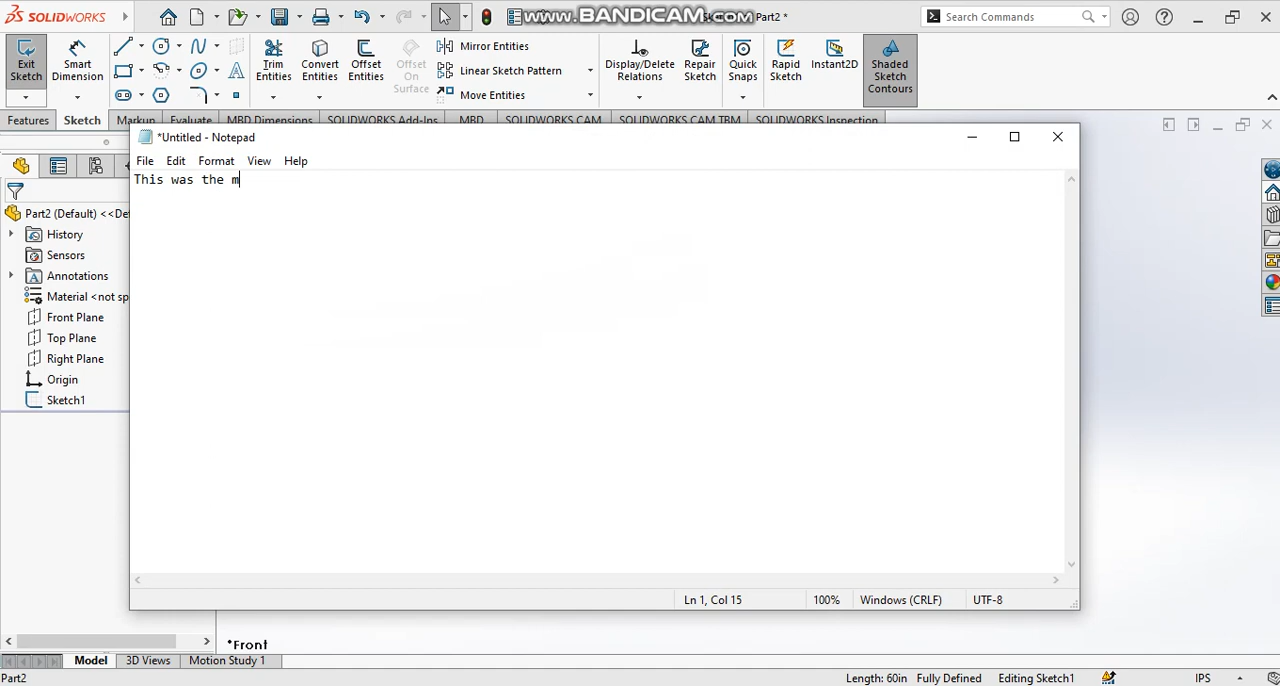 SOLIDWORKS
www.BANDICAM.com
Part2 *
Search Commands
Exit Sketch
Smart Dimension
Trim Entities
Convert Entities
Offset Entities
Offset On Surface
Mirror Entities
Linear Sketch Pattern
Move Entities
Display/Delete Relations
Repair Sketch
Quick Snaps
Rapid Sketch
Instant2D
Shaded Sketch Contours
Features Sketch Markup Evaluate MBD Dimensions SOLIDWORKS Add-Ins MBD SOLIDWORKS CAM SOLIDWORKS CAM TBM SOLIDWORKS Inspection
*Untitled - Notepad
File Edit Format View Help
This was the m
Part2 (Default) <<De
History
Sensors
Annotations
Material <not sp
Front Plane
Top Plane
Right Plane
Origin
Sketch1
Ln 1, Col 15 100% Windows (CRLF) UTF-8
*Front
Model 3D Views Motion Study 1
Part2 Length: 60in Fully Defined Editing Sketch1 IPS